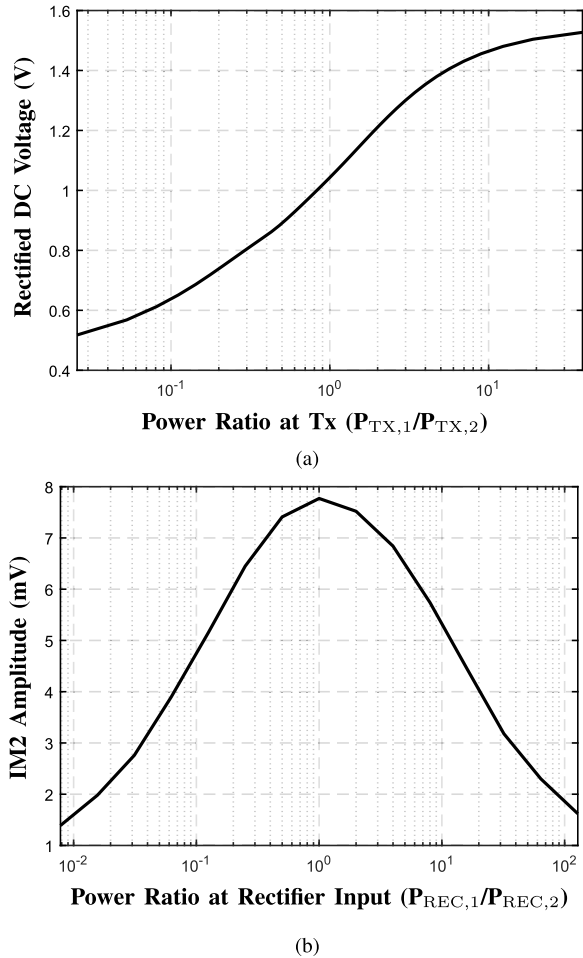 1.6
1.4
1.2
1
0.8
0.6
0.4
Rectified DC Voltage (V)
10^-1 10^0 10^1
Power Ratio at Tx (P_TX,1/P_TX,2)
(a)
8
7
6
5
4
3
2
1
IM2 Amplitude (mV)
10^-2 10^-1 10^0 10^1 10^2
Power Ratio at Rectifier Input (P_REC,1/P_REC,2)
(b)